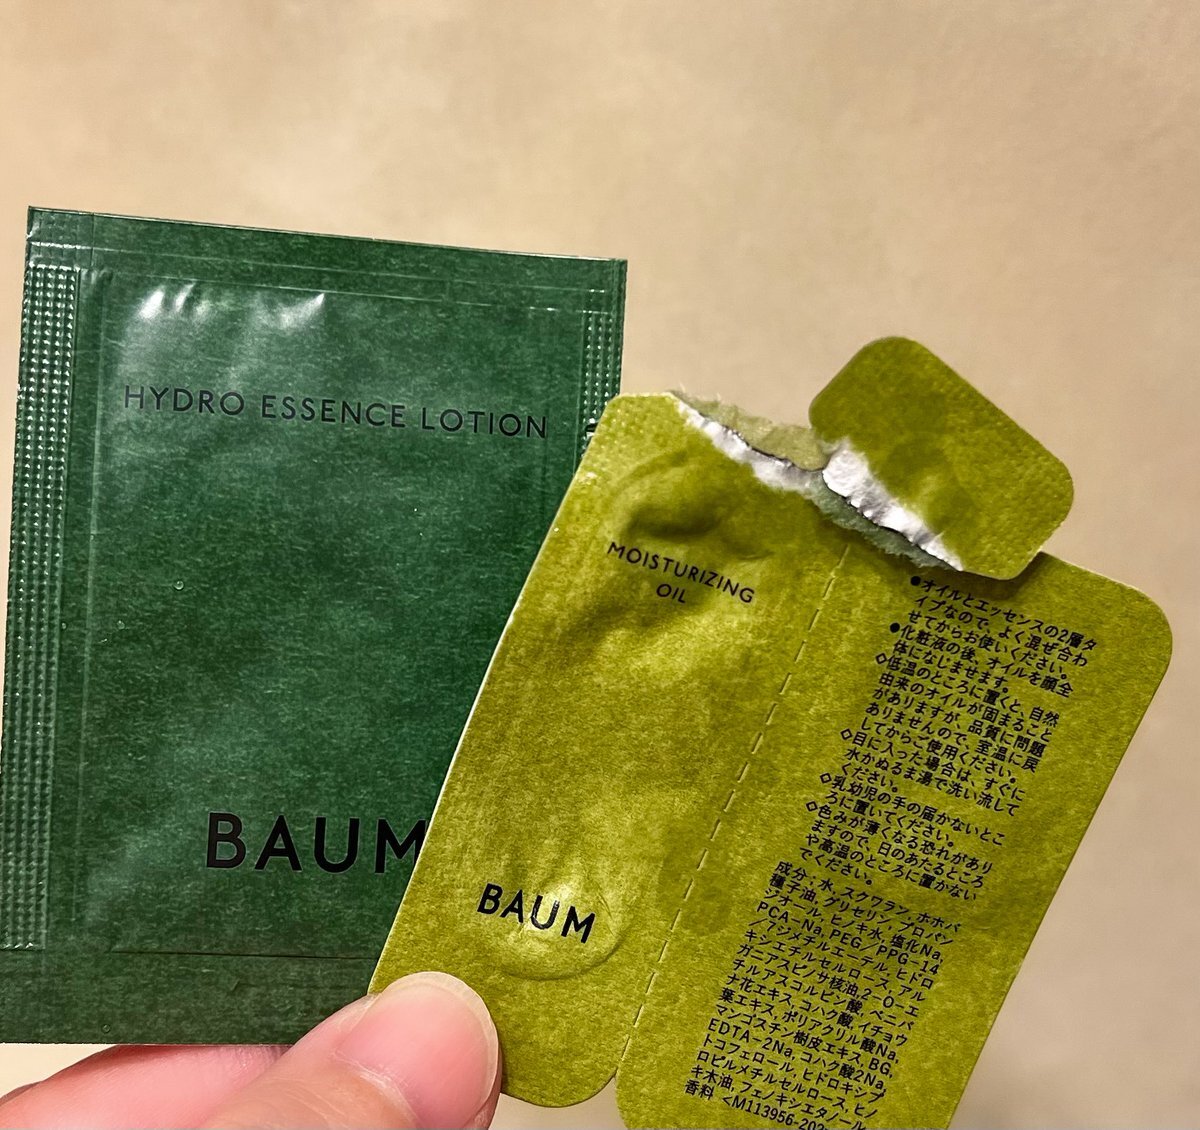 HYDRO ESSENCE LOTION
BAUM
MOISTURIZING
OIL
BAUM
●オイルとエッセンスの2層タ
イプなので、よく混ぜ合わ
せてからお使いください。
●化粧液の後、オイルを顔全
体になじませます。
◇低温のところに置くと、自然
由来のオイルが固まること
がありますが、品質に問題
ありませんので、室温に戻
してからご使用ください。
◇目に入った場合は、すぐに
水かぬるま湯で洗い流して
ください。
◇乳幼児の手の届かないとこ
ろに置いてください。
◇色みが薄くなる恐れがあり
ますので、日のあたるところ
や高温のところに置かない
でください。
成分:水,スクワラン,ホホバ
種子油,グリセリン,プロパン
ジオール,ヒノキ水,塩化Na,
PCA-Na,PEG/PPG-14
/7ジメチルエーテル,ヒドロ
キシエチルセルロース,アル
ガニアスピノサ核油,2-O-エ
チルアスコルビン酸,ベニバ
ナ花エキス,コハク酸,イチョウ
葉エキス,ポリアクリル酸Na,
マンゴスチン樹皮エキス,BG,
EDTA-2Na,コハク酸2Na,
トコフェロール,ヒドロキシプ
ロピルメチルセルロース,ヒノ
キ木油,フェノキシエタノール,
香料 <M113956-202